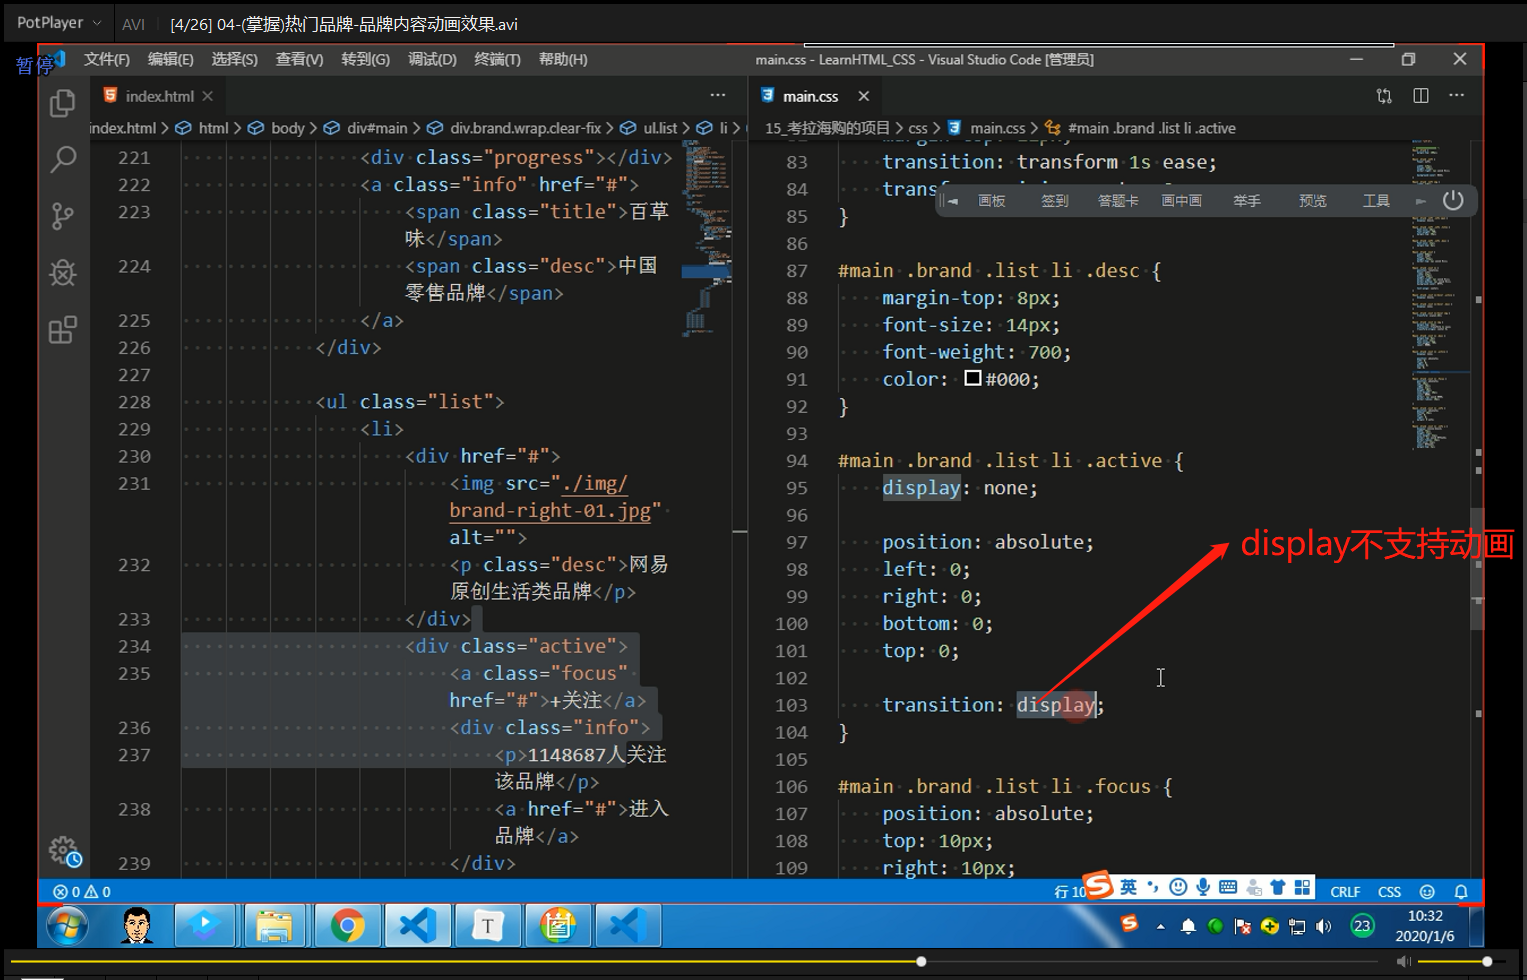 PotPlayer
AVI
[4/26] 04-(掌握)热门品牌-品牌内容动画效果.avi
暂停
文件(F) 编辑(E) 选择(S) 查看(V) 转到(G) 调试(D) 终端(T) 帮助(H)
main.css - LearnHTML_CSS - Visual Studio Code [管理员]
index.html
index.html > html > body > div#main > div.brand.wrap.clear-fix > ul.list > li >
221 <div class="progress"></div>
222 <a class="info" href="#">
223 <span class="title">百草
味</span>
224 <span class="desc">中国
零售品牌</span>
225 </a>
226 </div>
227
228 <ul class="list">
229 <li>
230 <div href="#">
231 <img src="./img/
brand-right-01.jpg"
alt="">
232 <p class="desc">网易
原创生活类品牌</p>
233 </div>
234 <div class="active">
235 <a class="focus"
href="#">+关注</a>
236 <div class="info">
237 <p>1148687人关注
该品牌</p>
238 <a href="#">进入
品牌</a>
239 </div>
main.css
15_考拉海购的项目 > css > main.css > #main .brand .list li .active
83 transition: transform 1s ease;
84
85 }
86
87 #main .brand .list li .desc {
88 margin-top: 8px;
89 font-size: 14px;
90 font-weight: 700;
91 color: #000;
92 }
93
94 #main .brand .list li .active {
95 display: none;
96
97 position: absolute;
98 left: 0;
99 right: 0;
100 bottom: 0;
101 top: 0;
102
103 transition: display;
104 }
105
106 #main .brand .list li .focus {
107 position: absolute;
108 top: 10px;
109 right: 10px;
画板 签到 答题卡 画中画 举手 预览 工具
display不支持动画
0 0
行 10
英
CRLF CSS
T
23
10:32
2020/1/6